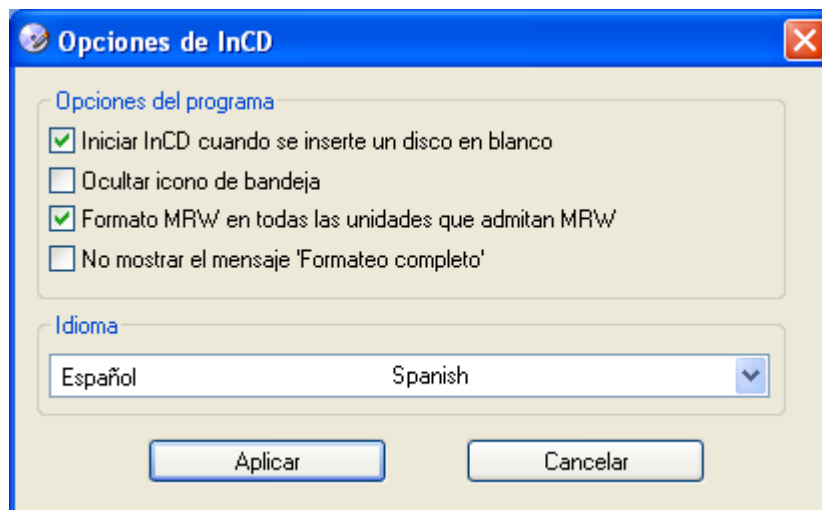 Opciones de InCD
Opciones del programa
Iniciar InCD cuando se inserte un disco en blanco
Ocultar icono de bandeja
Formato MRW en todas las unidades que admitan MRW
No mostrar el mensaje 'Formateo completo'
Idioma
Español Spanish
Aplicar Cancelar